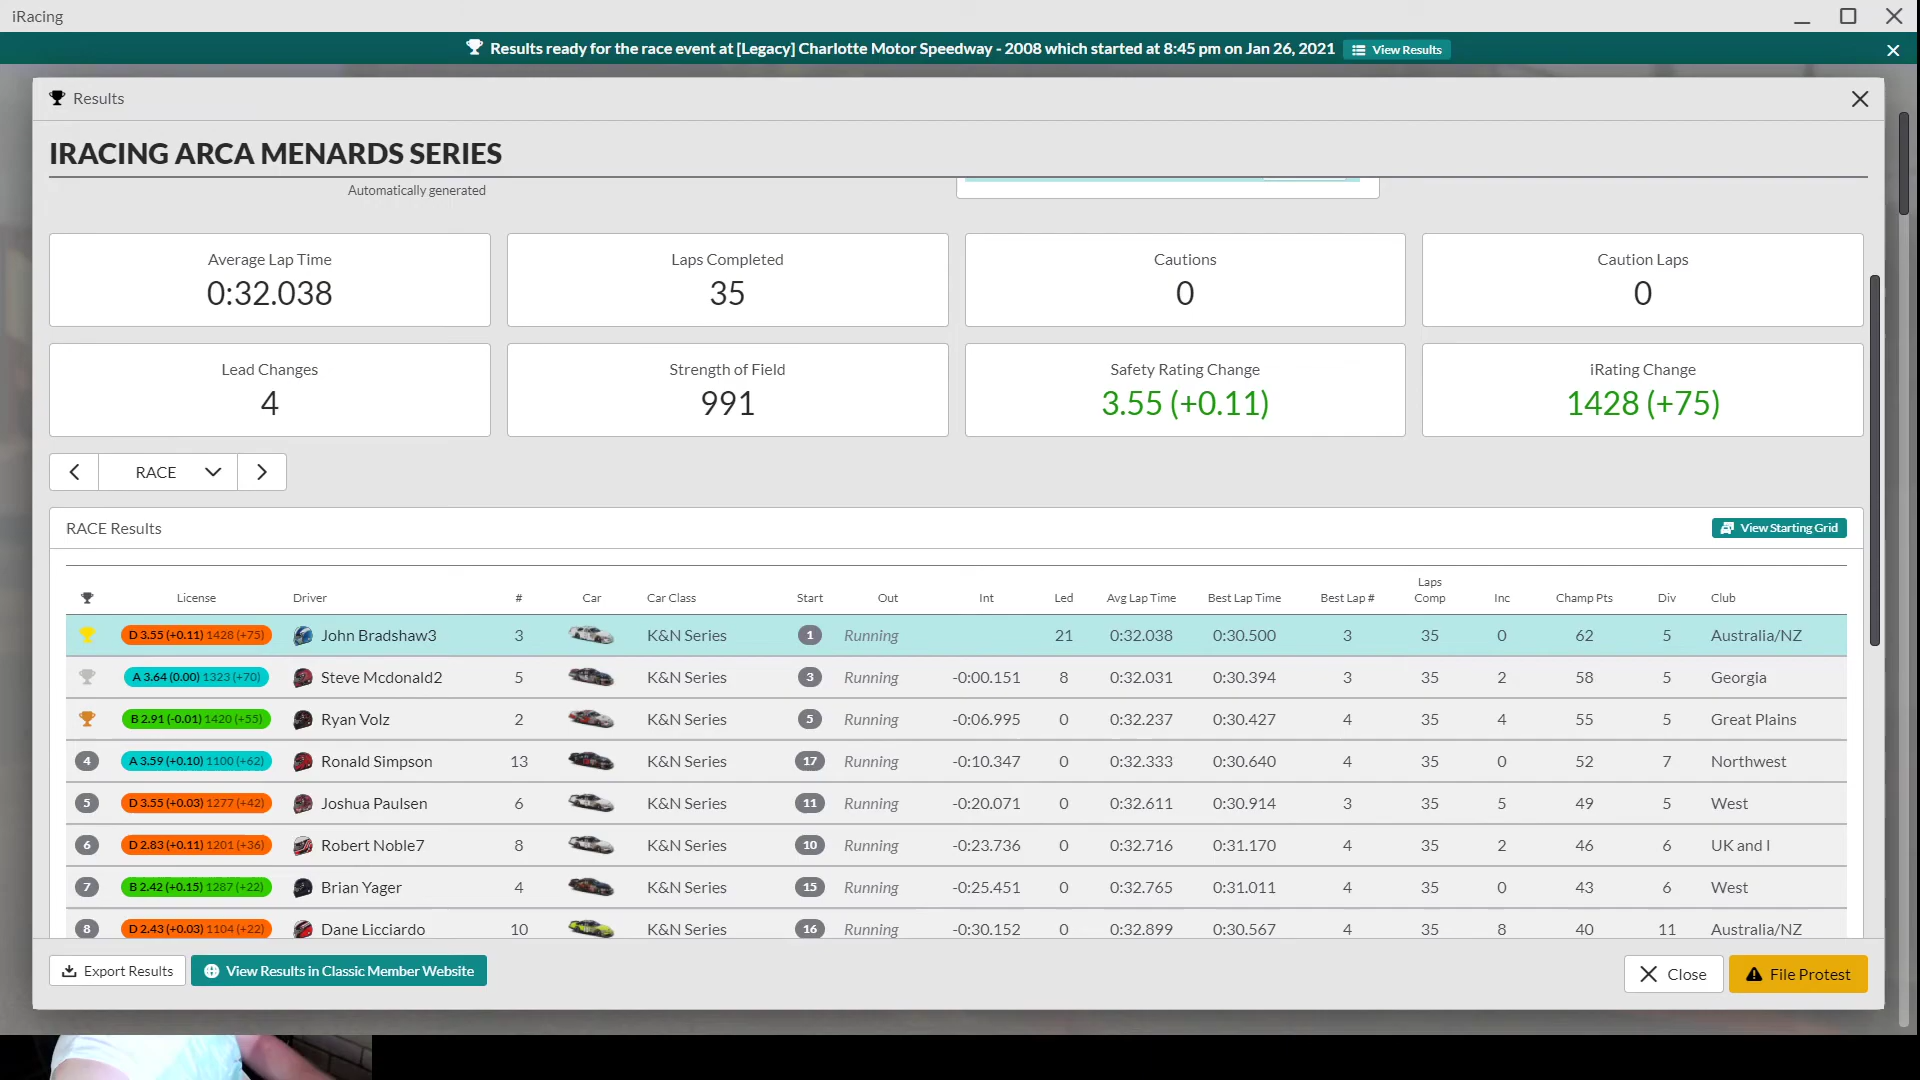 iRacing
Results ready for the race event at [Legacy] Charlotte Motor Speedway - 2008 which started at 8:45 pm on Jan 26, 2021 View Results
Results
IRACING ARCA MENARDS SERIES
Automatically generated
Average Lap Time Laps Completed Cautions Caution Laps
0:32.038 35 0 0
Lead Changes Strength of Field Safety Rating Change iRating Change
4 991 3.55 (+0.11) 1428 (+75)
RACE
RACE Results View Starting Grid
License Driver # Car Car Class Start Out Int Led Avg Lap Time Best Lap Time Best Lap # Laps Comp Inc Champ Pts Div Club
D 3.55 (+0.11) 1428 (+75) John Bradshaw3 3 K&N Series 1 Running 21 0:32.038 0:30.500 3 35 0 62 5 Australia/NZ
A 3.64 (0.00) 1323 (+70) Steve Mcdonald2 5 K&N Series 3 Running -0:00.151 8 0:32.031 0:30.394 3 35 2 58 5 Georgia
B 2.91 (-0.01) 1420 (+55) Ryan Volz 2 K&N Series 5 Running -0:06.995 0 0:32.237 0:30.427 4 35 4 55 5 Great Plains
4 A 3.59 (+0.10) 1100 (+62) Ronald Simpson 13 K&N Series 17 Running -0:10.347 0 0:32.333 0:30.640 4 35 0 52 7 Northwest
5 D 3.55 (+0.03) 1277 (+42) Joshua Paulsen 6 K&N Series 11 Running -0:20.071 0 0:32.611 0:30.914 3 35 5 49 5 West
6 D 2.83 (+0.11) 1201 (+36) Robert Noble7 8 K&N Series 10 Running -0:23.736 0 0:32.716 0:31.170 4 35 2 46 6 UK and I
7 B 2.42 (+0.15) 1287 (+22) Brian Yager 4 K&N Series 15 Running -0:25.451 0 0:32.765 0:31.011 4 35 0 43 6 West
8 D 2.43 (+0.03) 1104 (+22) Dane Licciardo 10 K&N Series 16 Running -0:30.152 0 0:32.899 0:30.567 4 35 8 40 11 Australia/NZ
Export Results View Results in Classic Member Website Close File Protest